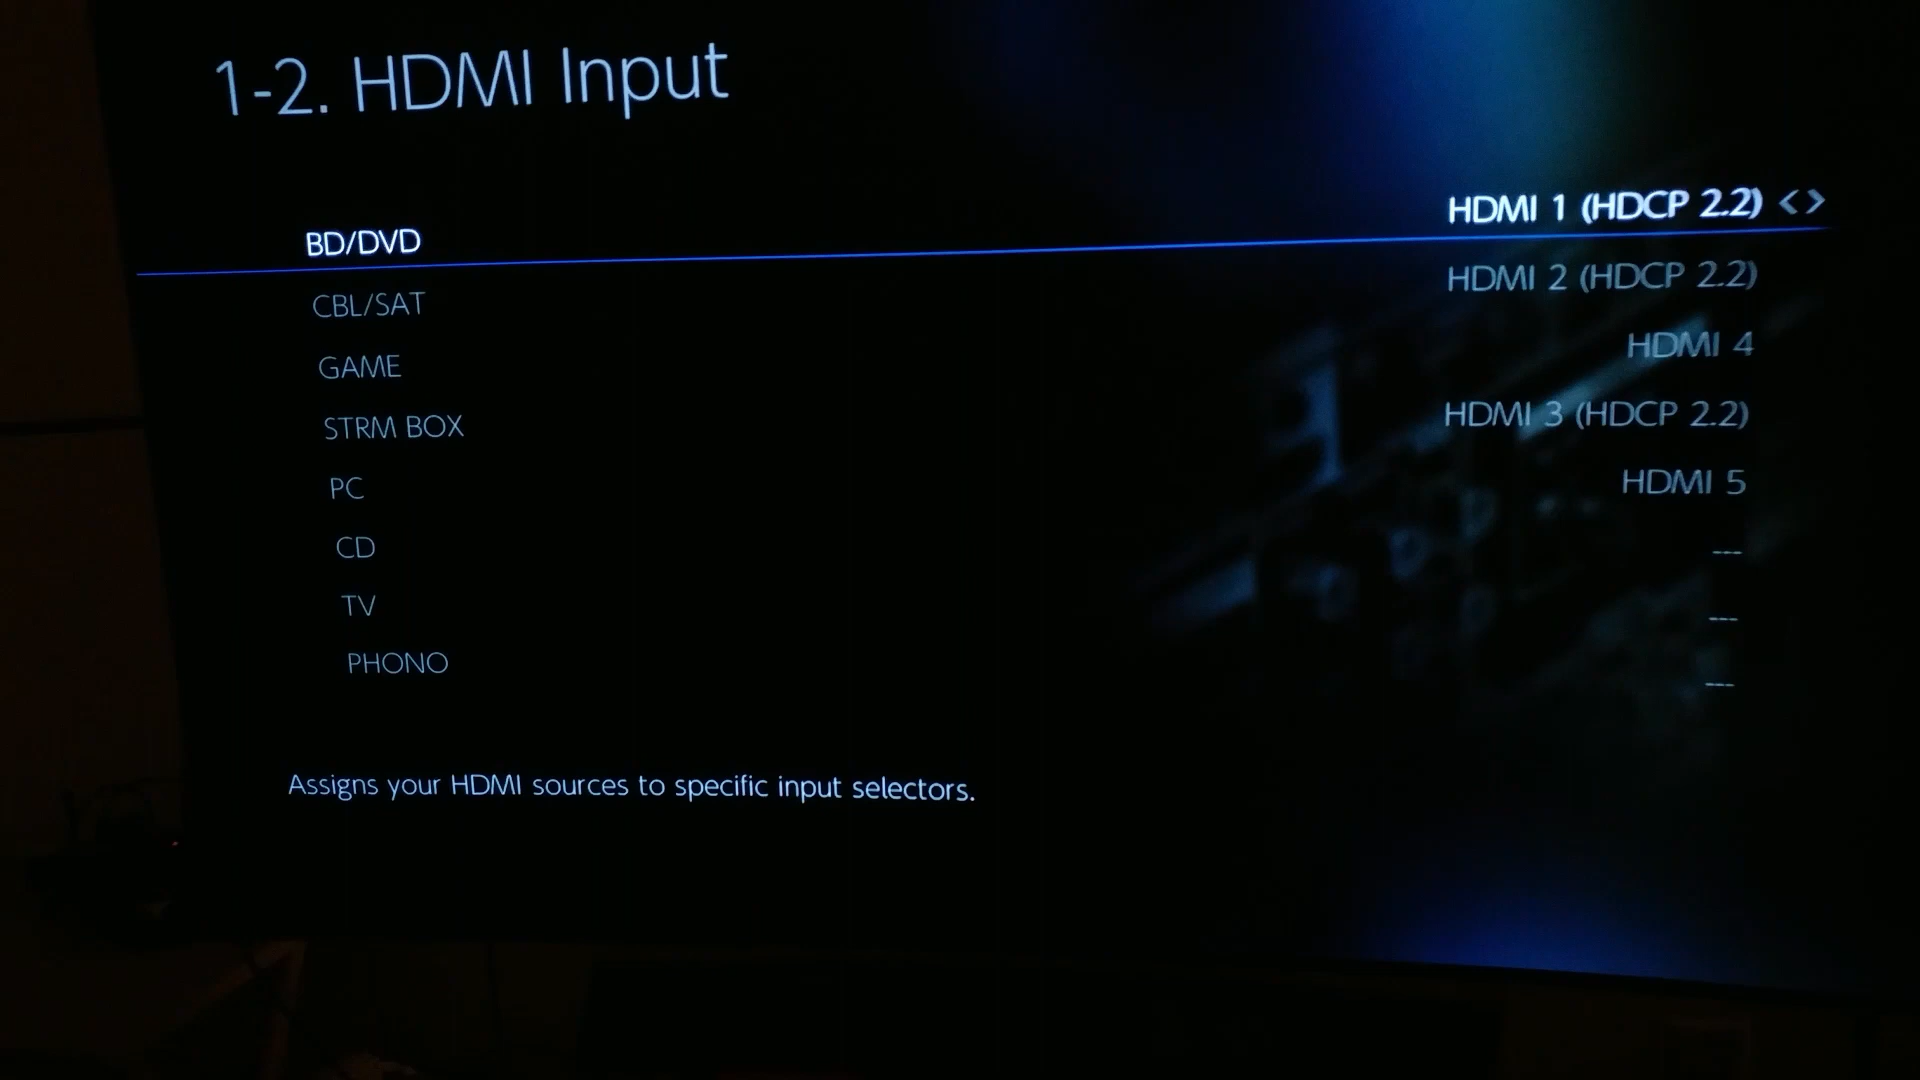 1-2. HDMI Input
BD/DVD HDMI 1 (HDCP 2.2) <>
CBL/SAT HDMI 2 (HDCP 2.2)
GAME HDMI 4
STRM BOX HDMI 3 (HDCP 2.2)
PC HDMI 5
CD ---
TV ---
PHONO ---
Assigns your HDMI sources to specific input selectors.